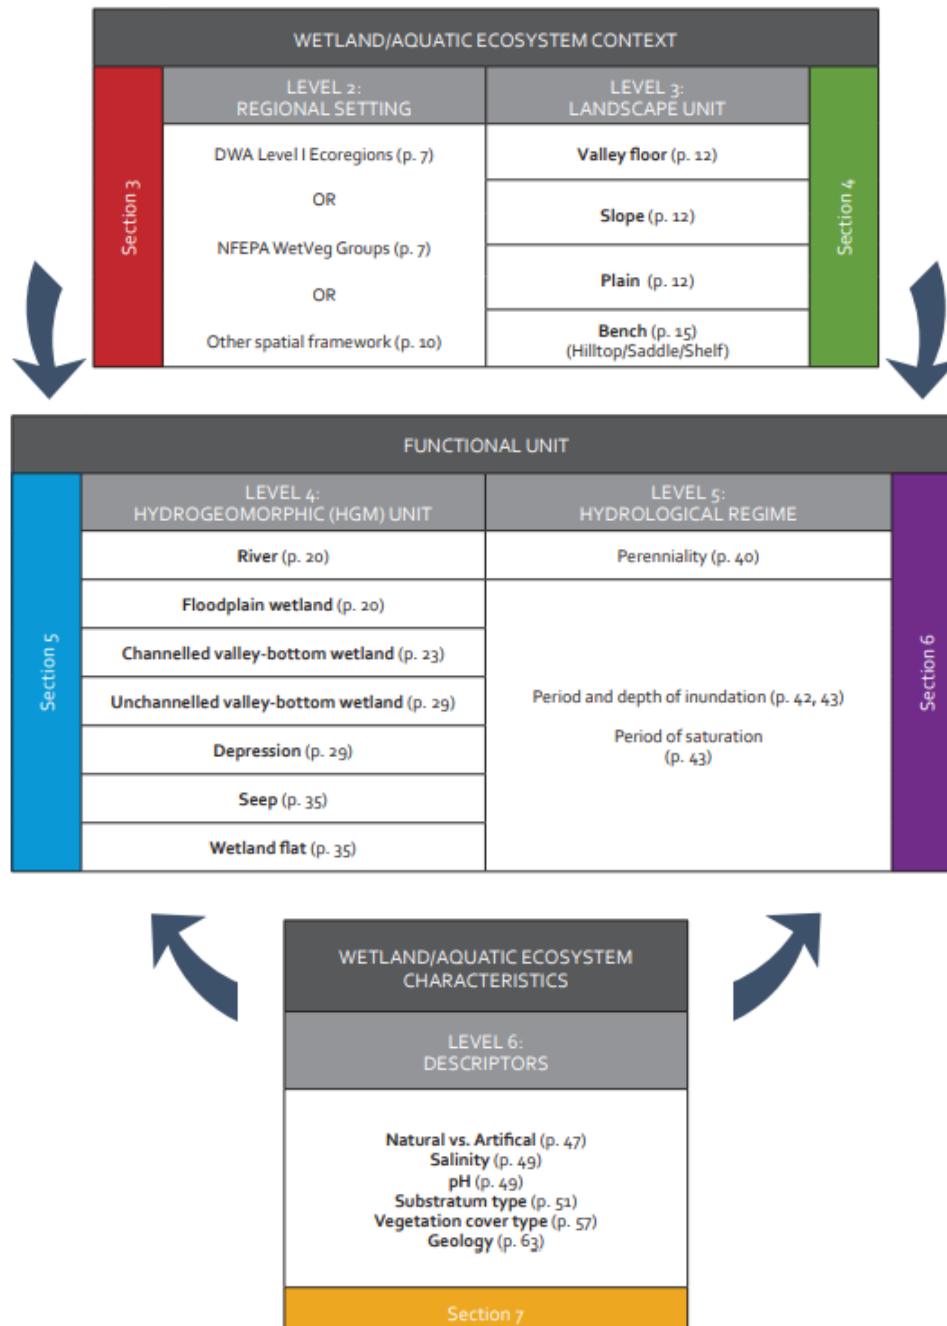 WETLAND/AQUATIC ECOSYSTEM CONTEXT
Section 3
LEVEL 2:
REGIONAL SETTING
DWA Level I Ecoregions (p. 7)
OR
NFEPA WetVeg Groups (p. 7)
OR
Other spatial framework (p. 10)
LEVEL 3:
LANDSCAPE UNIT
Valley floor (p. 12)
Slope (p. 12)
Plain (p. 12)
Bench (p. 15)
(Hilltop/Saddle/Shelf)
Section 4
FUNCTIONAL UNIT
Section 5
LEVEL 4:
HYDROGEOMORPHIC (HGM) UNIT
River (p. 20)
Floodplain wetland (p. 20)
Channelled valley-bottom wetland (p. 23)
Unchannelled valley-bottom wetland (p. 29)
Depression (p. 29)
Seep (p. 35)
Wetland flat (p. 35)
LEVEL 5:
HYDROLOGICAL REGIME
Perenniality (p. 40)
Period and depth of inundation (p. 42, 43)
Period of saturation
(p. 43)
Section 6
WETLAND/AQUATIC ECOSYSTEM
CHARACTERISTICS
LEVEL 6:
DESCRIPTORS
Natural vs. Artifical (p. 47)
Salinity (p. 49)
pH (p. 49)
Substratum type (p. 51)
Vegetation cover type (p. 57)
Geology (p. 63)
Section 7